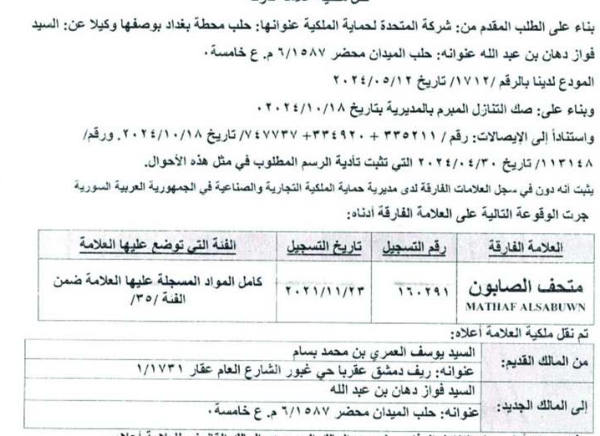 بناء على الطلب المقدم من: شركة المتحدة لحماية الملكية عنوانها: حلب محطة بغداد بوصفها وكيلا عن: السيد
فواز دهان بن عبد الله عنوانه: حلب الميدان محضر ٦/١٥٨٧ م. ع خامسة.
المودع لدينا بالرقم /١٧١٢/ تاريخ ٢٠٢٤/٠٥/١٢
وبناء على: صك التنازل المبرم بالمديرية بتاريخ ٢٠٢٤/١٠/١٨.
واستناداً إلى الإيصالات: رقم / ٣٣٥٢١١ + ٣٣٤٩٢٠ +٧٤٧٧٣٧/ تاريخ ٢٠٢٤/١٠/١٨. ورقم/
١١٣١٤٨/ تاريخ ٢٠٢٤/٠٤/٣٠ التي تثبت تأدية الرسم المطلوب في مثل هذه الأحوال.
يثبت أنه دون في سجل العلامات الفارقة لدى مديرية حماية الملكية التجارية والصناعية في الجمهورية العربية السورية
جرت الوقوعة التالية على العلامة الفارقة أدناه:
العلامة الفارقة رقم التسجيل تاريخ التسجيل الفئة التي توضع عليها العلامة
متحف الصابون ١٦٠٢٩١ ٢٠٢١/١١/٢٣ كامل المواد المسجلة عليها العلامة ضمن
MATHAF ALSABUWN الفئة /٣٥/
تم نقل ملكية العلامة أعلاه:
من المالك القديم: السيد يوسف العمري بن محمد بسام
عنوانه: ريف دمشق عقربا حي غبور الشارع العام عقار ١/١٧٣١
إلى المالك الجديد: السيد فواز دهان بن عبد الله
عنوانه: حلب الميدان محضر ٦/١٥٨٧ م. ع خامسة.